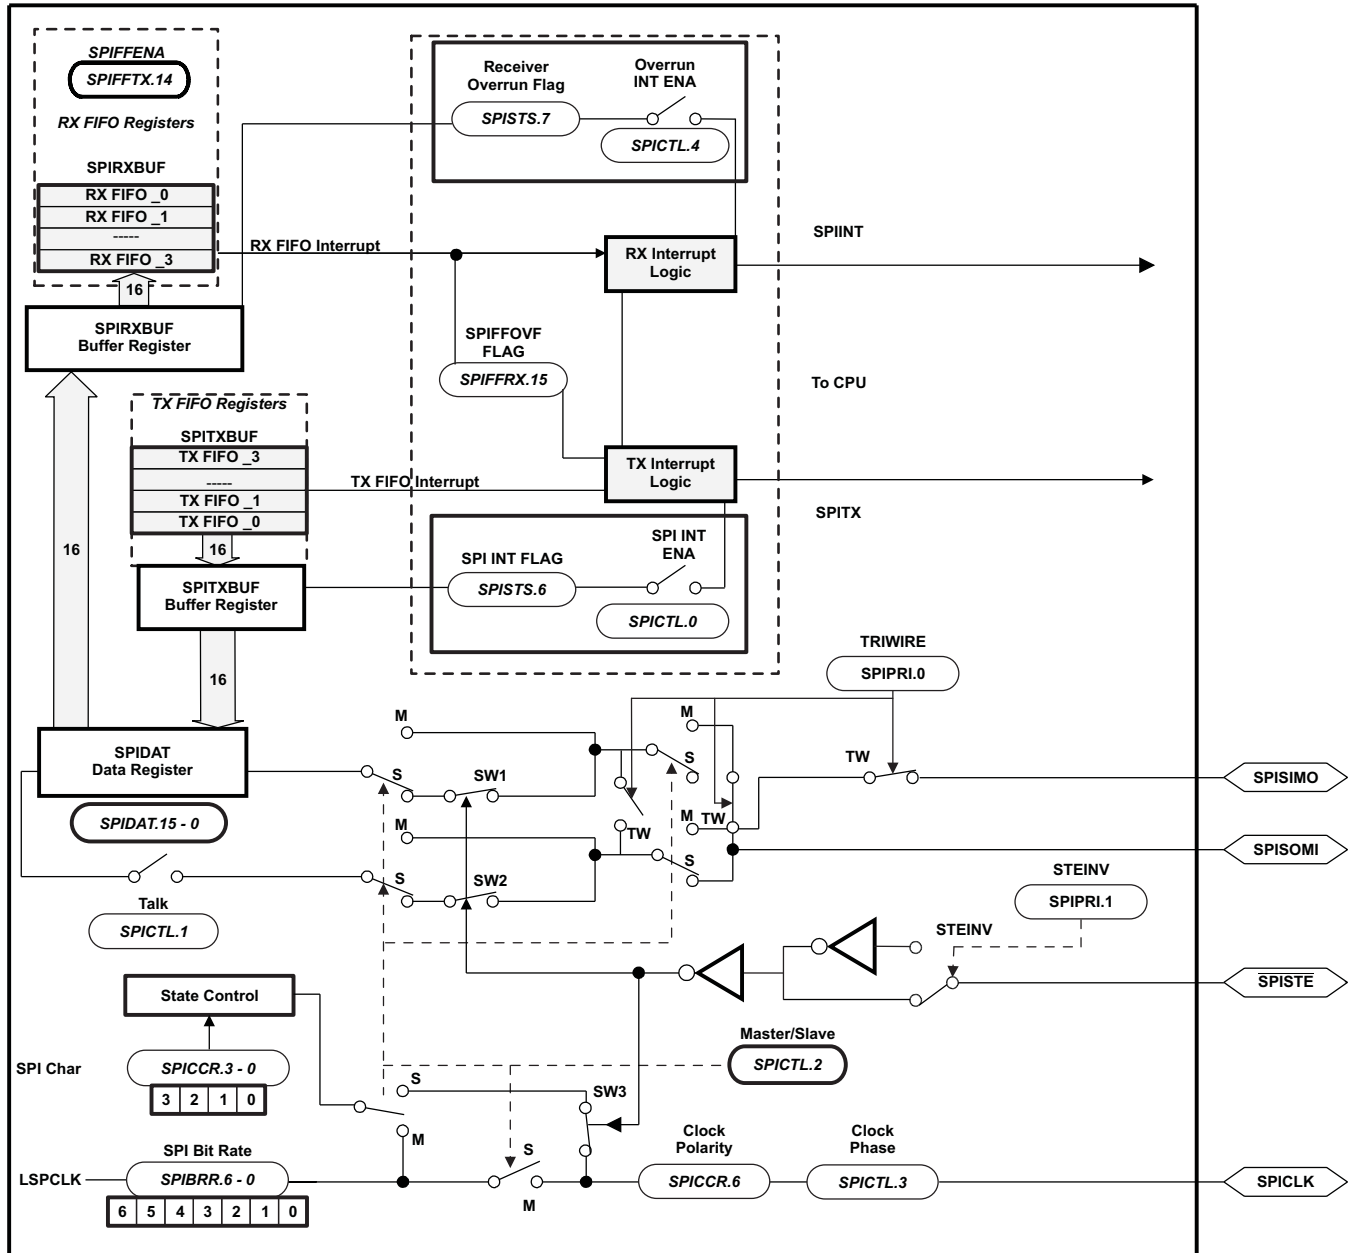 SPIFFENA
SPIFFTX.14
RX FIFO Registers
SPIRXBUF
RX FIFO _0
RX FIFO _1
-----
RX FIFO _3
16
SPIRXBUF
Buffer Register
Receiver
Overrun Flag
SPISTS.7
Overrun
INT ENA
SPICTL.4
RX FIFO Interrupt
RX Interrupt
Logic
SPIINT
SPIFFOVF
FLAG
SPIFFRX.15
To CPU
16
TX FIFO Registers
SPITXBUF
TX FIFO _3
-----
TX FIFO _1
TX FIFO _0
16
SPITXBUF
Buffer Register
16
TX FIFO Interrupt
TX Interrupt
Logic
SPITX
SPI INT FLAG
SPISTS.6
SPI INT
ENA
SPICTL.0
TRIWIRE
SPIPRI.0
SPIDAT
Data Register
SPIDAT.15 - 0
M
S
SW1
M
S
TW
SPISIMO
M
S
SW2
TW
M
TW
S
SPISOMI
Talk
SPICTL.1
STEINV
SPIPRI.1
STEINV
SPISTE
State Control
SPI Char
SPICCR.3 - 0
3 2 1 0
Master/Slave
SPICTL.2
S
M
SW3
LSPCLK
SPI Bit Rate
SPIBRR.6 - 0
6 5 4 3 2 1 0
S
M
Clock
Polarity
SPICCR.6
Clock
Phase
SPICTL.3
SPICLK